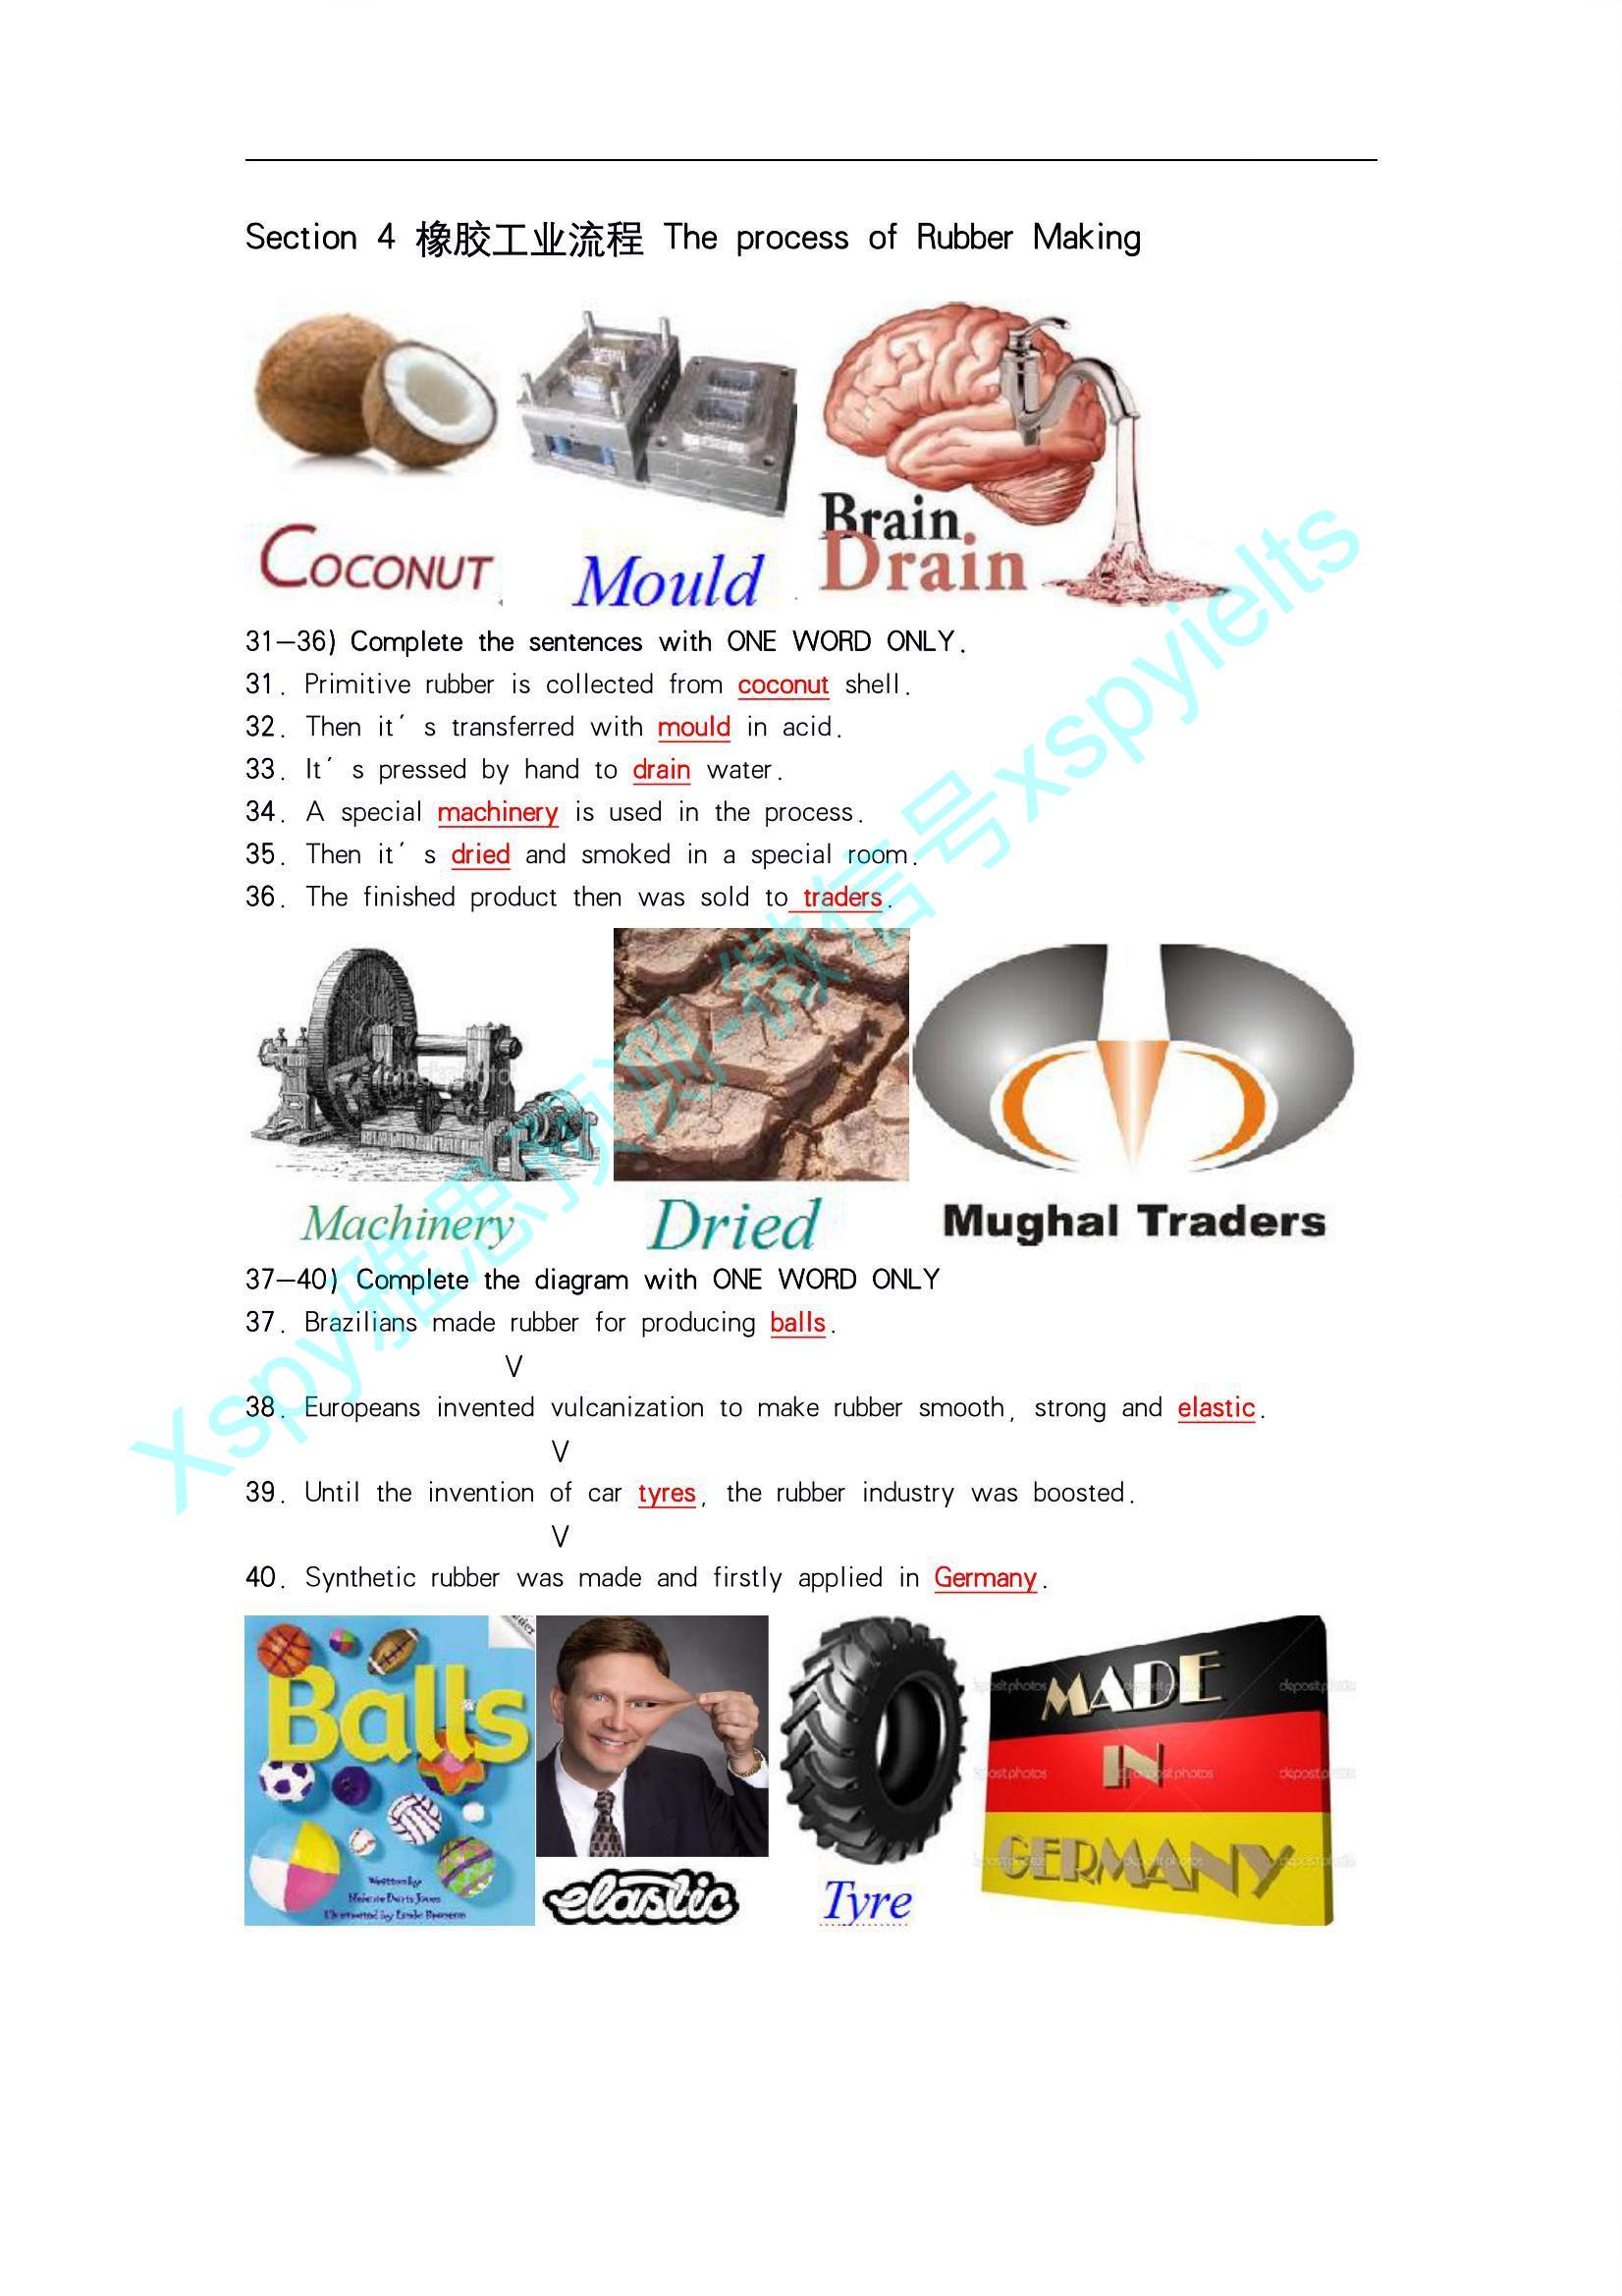 Section 4 橡胶工业流程 The process of Rubber Making
COCONUT
Mould
Brain
Drain
31—36) Complete the sentences with ONE WORD ONLY.
31. Primitive rubber is collected from coconut shell.
32. Then it′s transferred with mould in acid.
33. It′s pressed by hand to drain water.
34. A special machinery is used in the process.
35. Then it′s dried and smoked in a special room.
36. The finished product then was sold to traders.
Machinery
Dried
Mughal Traders
37—40) Complete the diagram with ONE WORD ONLY
37. Brazilians made rubber for producing balls.
V
38. Europeans invented vulcanization to make rubber smooth, strong and elastic.
V
39. Until the invention of car tyres, the rubber industry was boosted.
V
40. Synthetic rubber was made and firstly applied in Germany.
Balls
Written by
elastic
Tyre
MADE
IN
GERMANY
depositphotos
Xspy雅思预测-微信号xspyielts